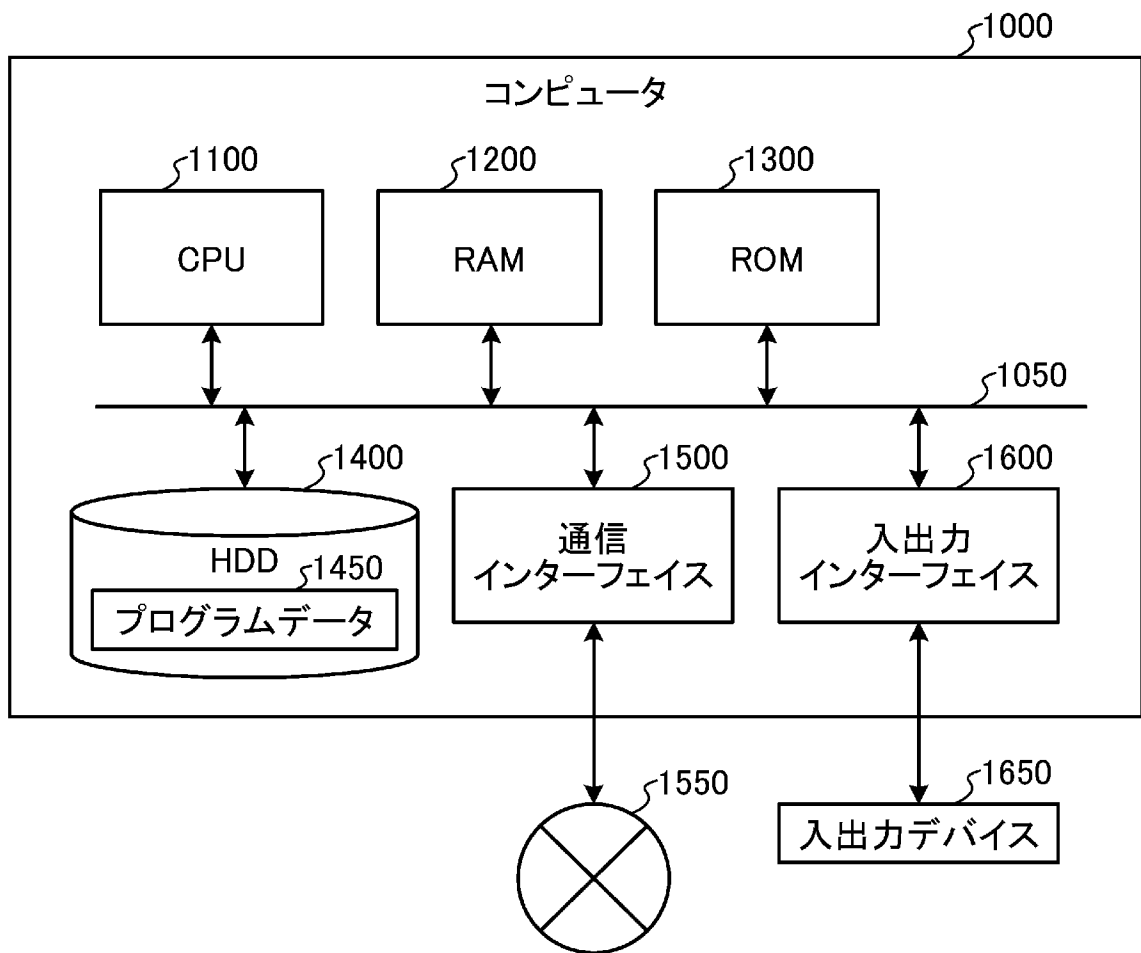 1000
コンピュータ
1100
1200
1300
CPU
RAM
ROM
1050
1400
1500
1600
HDD
1450
プログラムデータ
通信
インターフェイス
入出力
インターフェイス
1550
1650
入出力デバイス